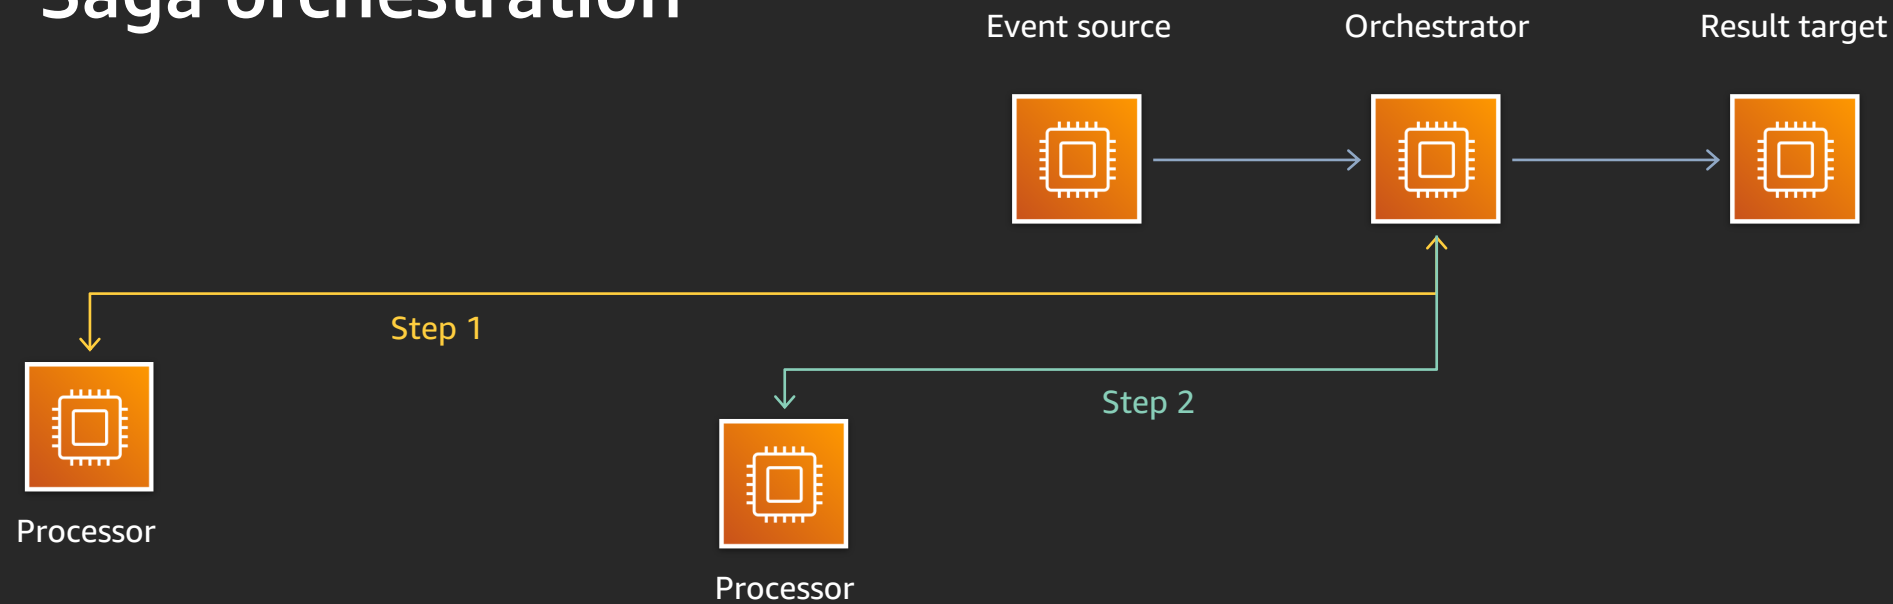 Saga orchestration
Event source
Orchestrator
Result target
Step 1
Step 2
Processor
Processor